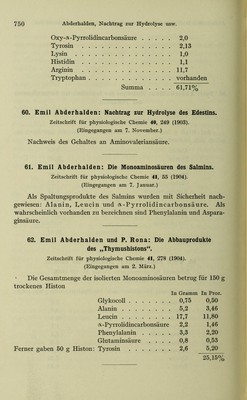 750 Abderhalden, Nachtrag zur Hydrolyse usw.
Oxy-α-Pyrrolidincarbonsäure . . . . 2,0
Tyrosin . . . . . . . . . . . . 2,13
Lysin . . . . . . . . . . . . . 1,0
Histidin . . . . . . . . . . . . 1,1
Arginin . . . . . . . . . . . . 11,7
Tryptophan . . . . . . . . . . . vorhanden
Summa . . . . 61,71%
60. Emil Abderhalden: Nachtrag zur Hydrolyse des Edestins.
Zeitschrift für physiologische Chemie 40, 249 (1903).
(Eingegangen am 7. November.)
Nachweis des Gehaltes an Aminovaleriansäure.
61. Emil Abderhalden: Die Monoaminosäuren des Salmins.
Zeitschrift für physiologische Chemie 41, 55 (1904).
(Eingegangen am 7. Januar.)
Als Spaltungsprodukte des Salmins wurden mit Sicherheit nach-
gewiesen: Alanin, Leucin und α-Pyrrolidincarbonsäure. Als
wahrscheinlich vorhanden zu bezeichnen sind Phenylalanin und Aspara-
ginsäure.
62. Emil Abderhalden und P. Rona: Die Abbauprodukte
des „Thymushistons“.
Zeitschrift für physiologische Chemie 41, 278 (1904).
(Eingegangen am 2. März.)
Die Gesamtmenge der isolierten Monoaminosäuren betrug für 150 g
trockenes Histon
In Gramm In Proz.
Glykocoll . . . . . . 0,75 0,50
Alanin . . . . . . . 5,2 3,46
Leucin . . . . . . . 17,7 11,80
α-Pyrrolidincarbonsäure 2,2 1,46
Phenylalanin . . . . . 3,3 2,20
Glutaminsäure . . . . 0,8 0,53
Ferner gaben 50 g Histon: Tyrosin . . . . . . 2,6 5,20
25,15%